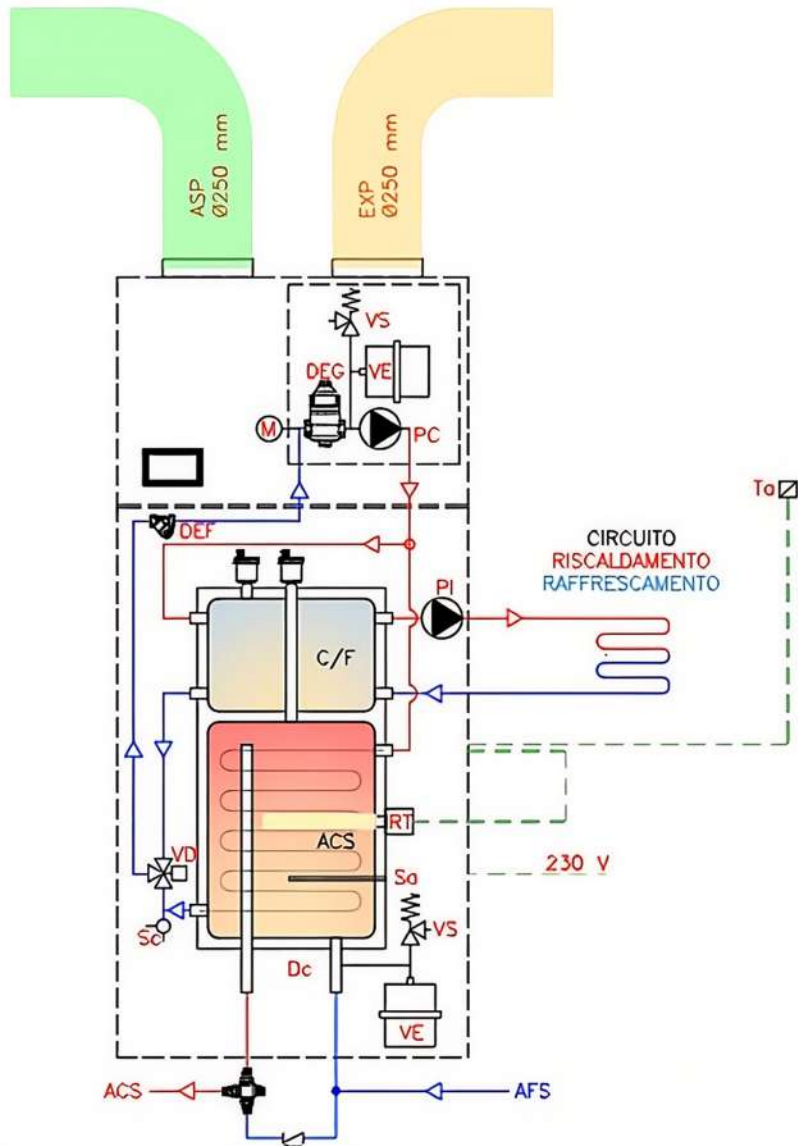 ASP
Ø250 mm
EXP
Ø250 mm
VS
DEG
VE
M
PC
DEF
Ta
CIRCUITO
RISCALDAMENTO
RAFFRESCAMENTO
PI
C/F
ACS
RT
VD
230 V
Sa
Sc
VS
Dc
VE
ACS
AFS